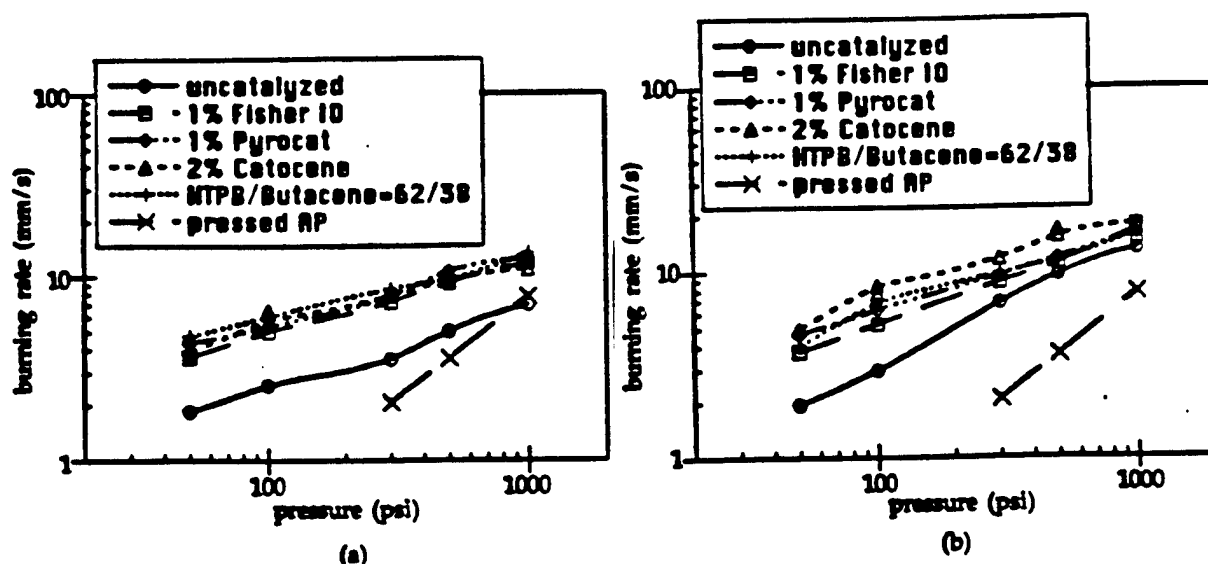 uncatalyzed
1% Fisher IO
1% Pyrocat
2% Catocene
HTPB/Butacene=62/38
pressed AP
100
10
1
burning rate (mm/s)
100
1000
pressure (psi)
(a)
uncatalyzed
1% Fisher IO
1% Pyrocat
2% Catocene
HTPB/Butacene=62/38
pressed AP
100
10
1
burning rate (mm/s)
100
1000
pressure (psi)
(b)